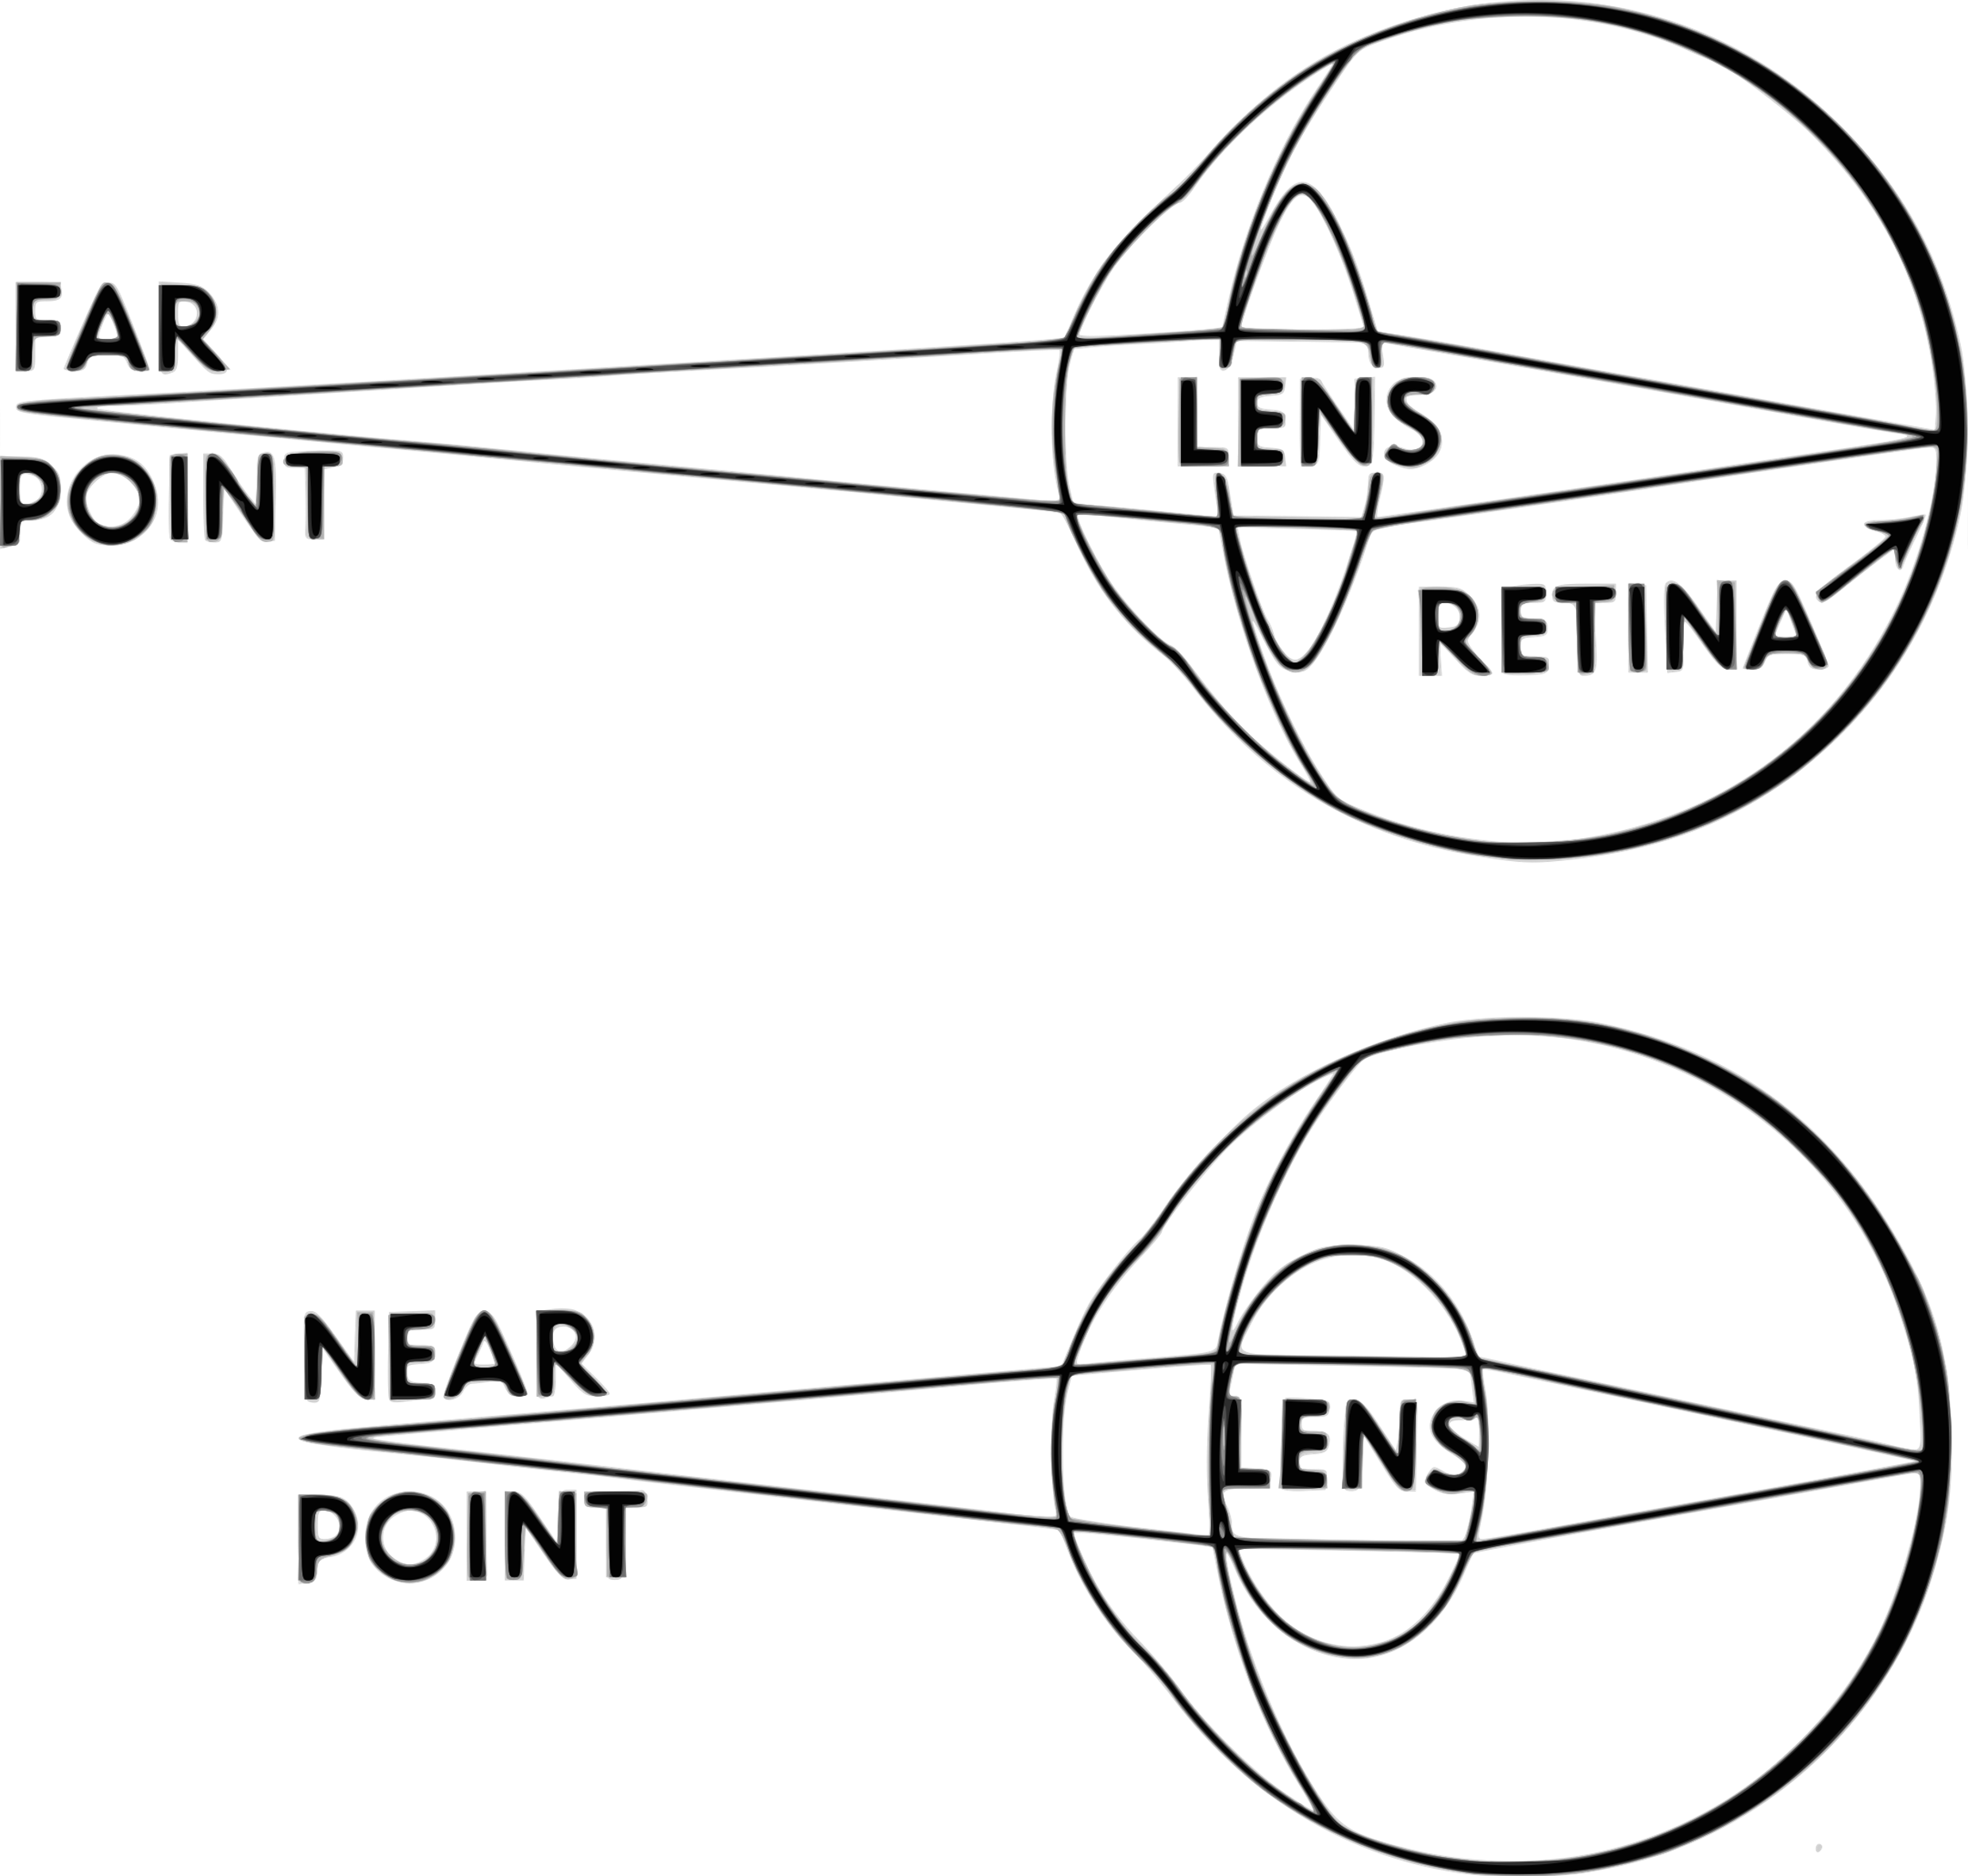 FAR
POINT
LENS
RETINA
NEAR
POINT
LENS